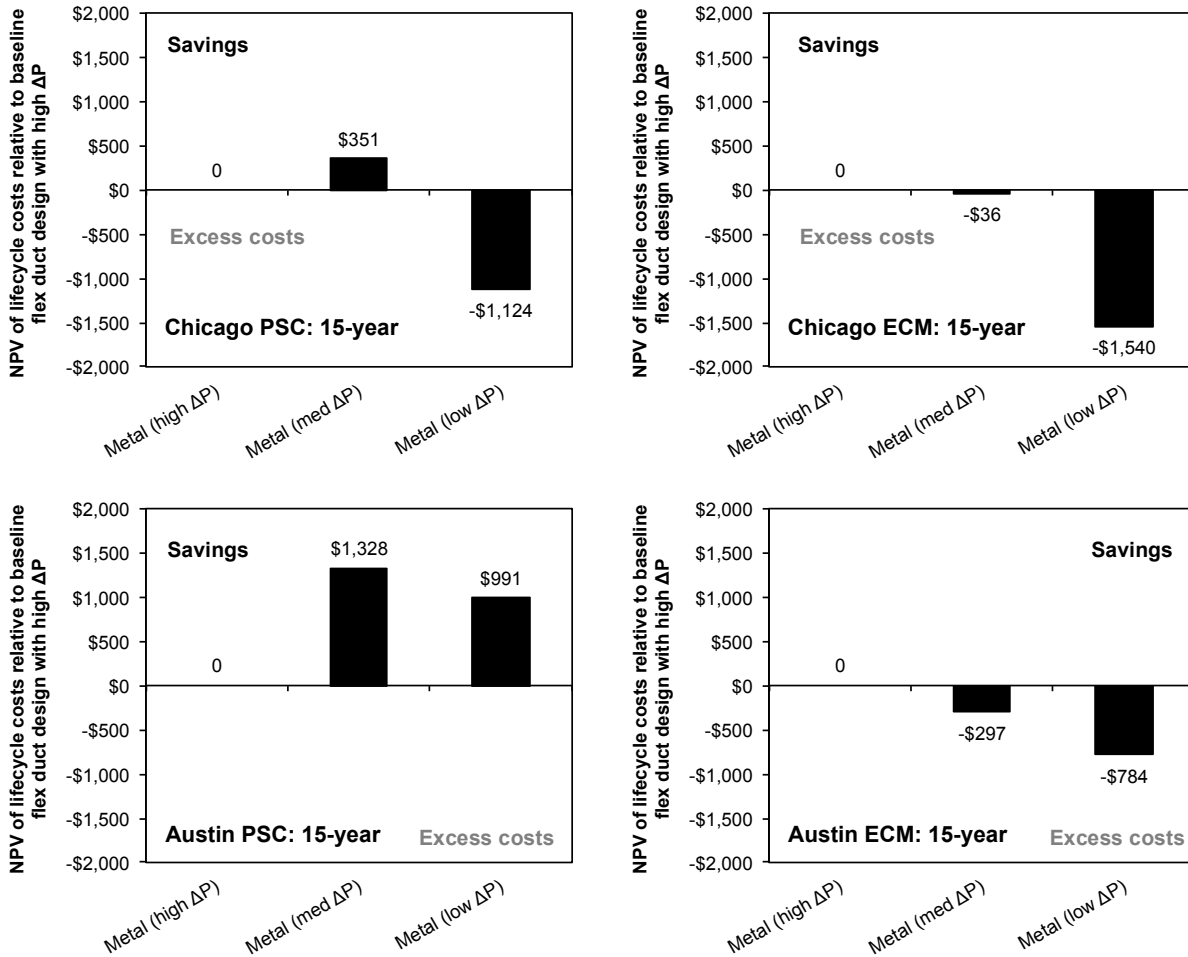 NPV of lifecycle costs relative to baseline
flex duct design with high ΔP
$2,000
$1,500
$1,000
$500
$0
-$500
-$1,000
-$1,500
-$2,000
Savings
0
$351
-$1,124
Excess costs
Chicago PSC: 15-year
Metal (high ΔP)
Metal (med ΔP)
Metal (low ΔP)
NPV of lifecycle costs relative to baseline
flex duct design with high ΔP
$2,000
$1,500
$1,000
$500
$0
-$500
-$1,000
-$1,500
-$2,000
Savings
0
-$36
-$1,540
Excess costs
Chicago ECM: 15-year
Metal (high ΔP)
Metal (med ΔP)
Metal (low ΔP)
NPV of lifecycle costs relative to baseline
flex duct design with high ΔP
$2,000
$1,500
$1,000
$500
$0
-$500
-$1,000
-$1,500
-$2,000
Savings
0
$1,328
$991
Austin PSC: 15-year
Excess costs
Metal (high ΔP)
Metal (med ΔP)
Metal (low ΔP)
NPV of lifecycle costs relative to baseline
flex duct design with high ΔP
$2,000
$1,500
$1,000
$500
$0
-$500
-$1,000
-$1,500
-$2,000
Savings
0
-$297
-$784
Austin ECM: 15-year
Excess costs
Metal (high ΔP)
Metal (med ΔP)
Metal (low ΔP)